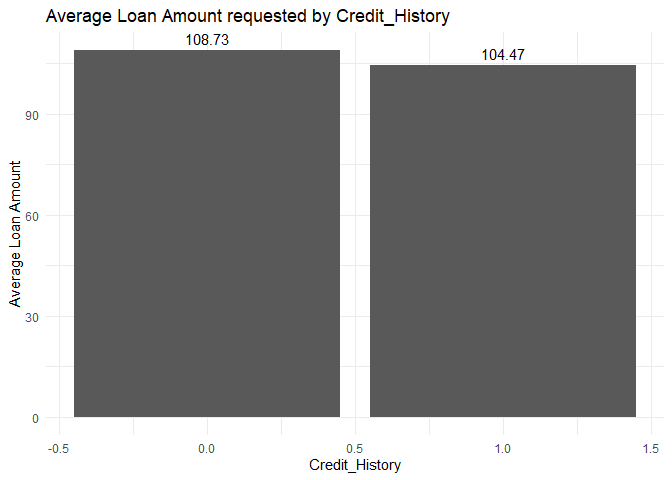 Average Loan Amount requested by Credit_History
108.73
104.47
90
60
30
0
Average Loan Amount
-0.5 0.0 0.5 1.0 1.5
Credit_History